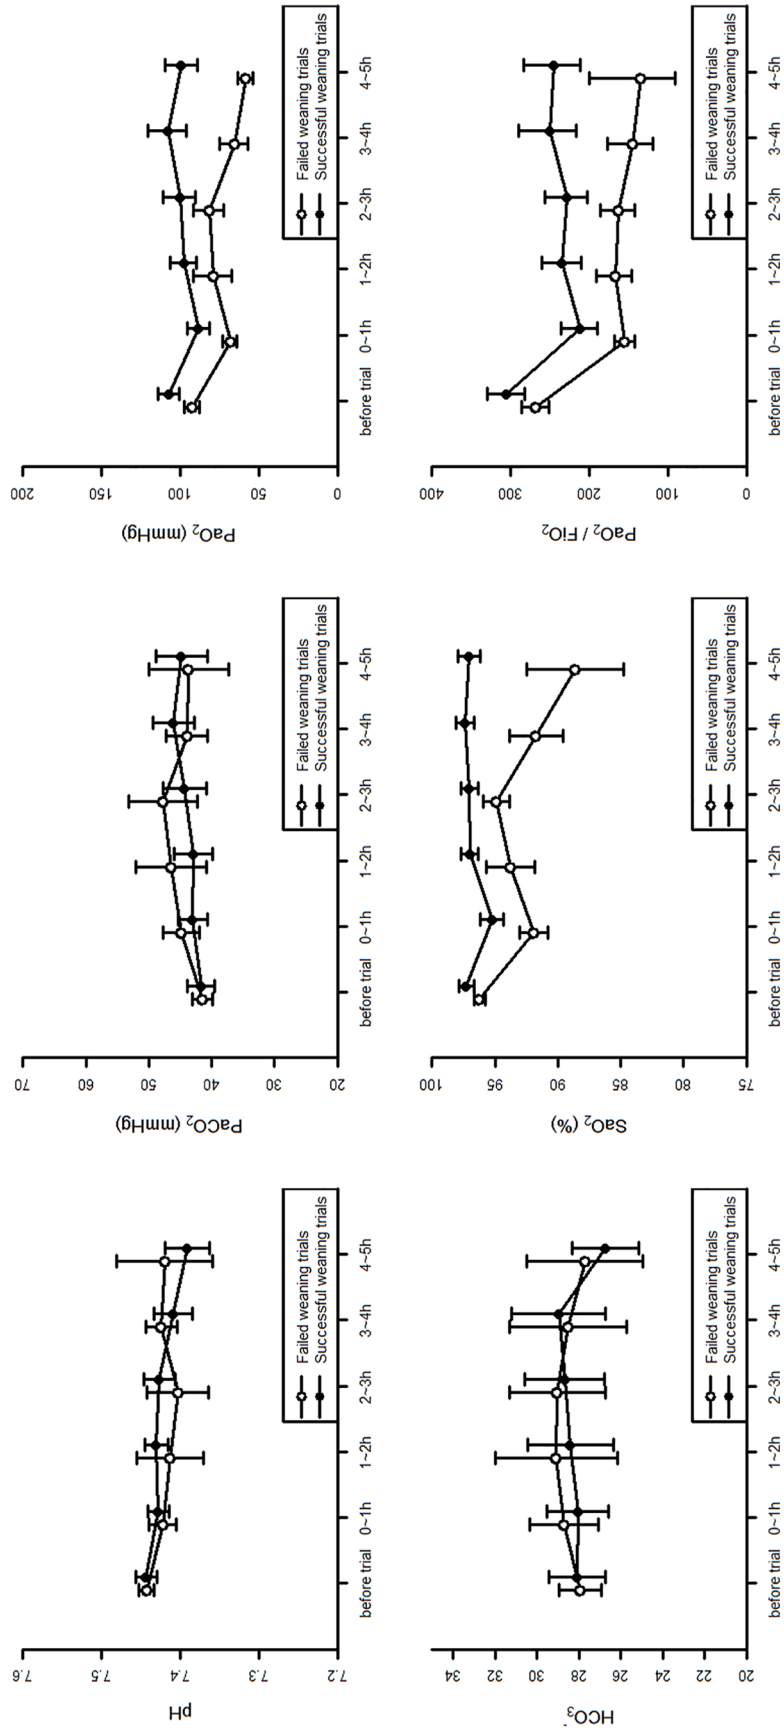 pH
7.6
7.5
7.4
7.3
7.2
before trial 0~1h 1~2h 2~3h 3~4h 4~5h
Failed weaning trials
Successful weaning trials
PaCO₂ (mmHg)
70
60
50
40
30
20
before trial 0~1h 1~2h 2~3h 3~4h 4~5h
Failed weaning trials
Successful weaning trials
PaO₂ (mmHg)
200
150
100
50
0
before trial 0~1h 1~2h 2~3h 3~4h 4~5h
Failed weaning trials
Successful weaning trials
HCO₃⁻
34
32
30
28
26
24
22
20
before trial 0~1h 1~2h 2~3h 3~4h 4~5h
Failed weaning trials
Successful weaning trials
SaO₂ (%)
100
95
90
85
80
75
before trial 0~1h 1~2h 2~3h 3~4h 4~5h
Failed weaning trials
Successful weaning trials
PaO₂ / FiO₂
400
300
200
100
0
before trial 0~1h 1~2h 2~3h 3~4h 4~5h
Failed weaning trials
Successful weaning trials